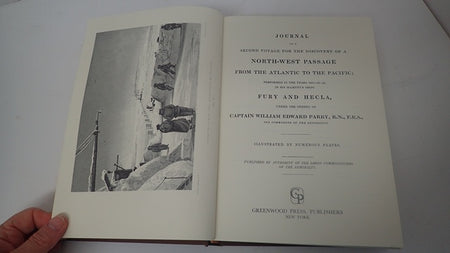 JOURNAL
OF A
SECOND VOYAGE FOR THE DISCOVERY OF A
NORTH-WEST PASSAGE
FROM THE ATLANTIC TO THE PACIFIC;
PERFORMED IN THE YEARS
IN HIS MAJESTY'S SHIPS
FURY AND HECLA,
UNDER THE ORDERS OF
CAPTAIN WILLIAM EDWARD PARRY, R.N., F.R.S.,
AND COMMANDER OF THE EXPEDITION.
ILLUSTRATED BY NUMEROUS PLATES.
PUBLISHED BY AUTHORITY OF THE LORDS COMMISSIONERS
OF THE ADMIRALTY.
GP
GREENWOOD PRESS, PUBLISHERS
NEW YORK